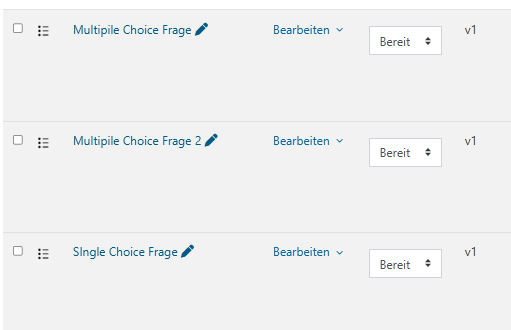 Multipile Choice Frage Bearbeiten Bereit v1
Multipile Choice Frage 2 Bearbeiten Bereit v1
SIngle Choice Frage Bearbeiten Bereit v1